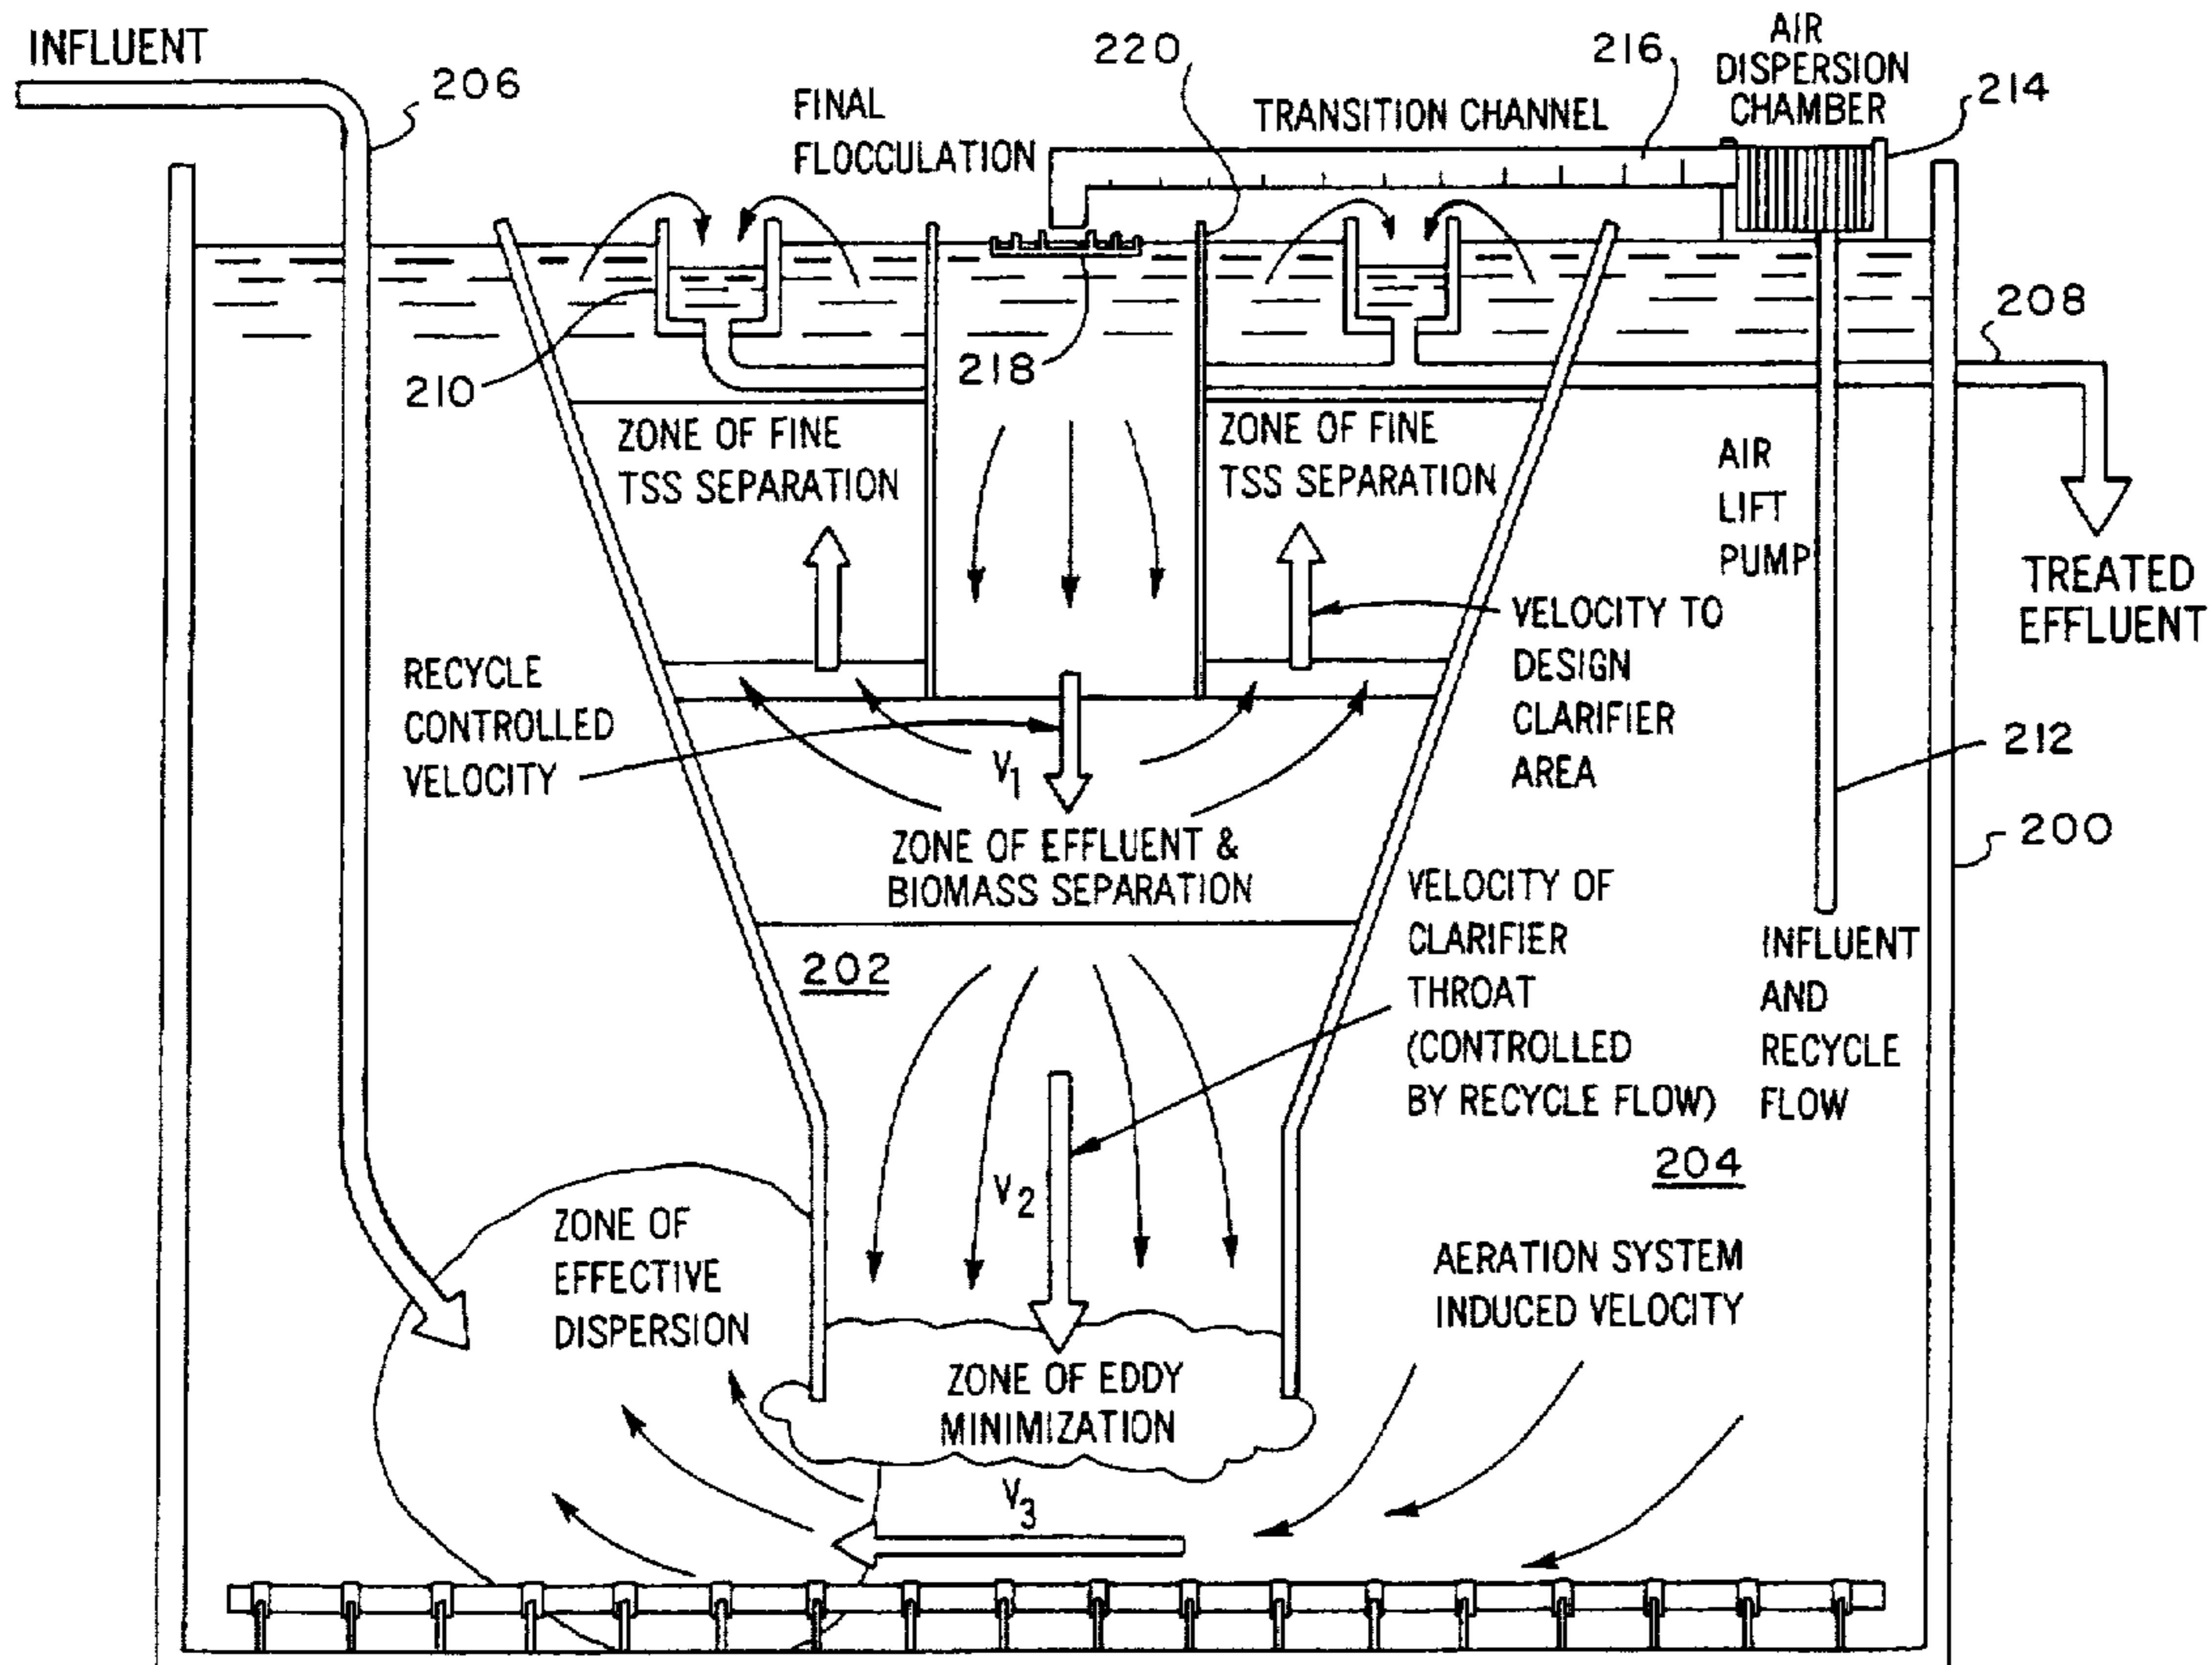 INFLUENT
206
FINAL
FLOCCULATION
220
TRANSITION CHANNEL
216
AIR
DISPERSION
CHAMBER
214
208
210
218
ZONE OF FINE
TSS SEPARATION
ZONE OF FINE
TSS SEPARATION
AIR
LIFT
PUMP
TREATED
EFFLUENT
RECYCLE
CONTROLLED
VELOCITY
V1
VELOCITY TO
DESIGN
CLARIFIER
AREA
212
200
ZONE OF EFFLUENT &
BIOMASS SEPARATION
202
VELOCITY OF
CLARIFIER
THROAT
(CONTROLLED
BY RECYCLE FLOW)
INFLUENT
AND
RECYCLE
FLOW
204
V2
ZONE OF
EFFECTIVE
DISPERSION
AERATION SYSTEM
INDUCED VELOCITY
ZONE OF EDDY
MINIMIZATION
V3